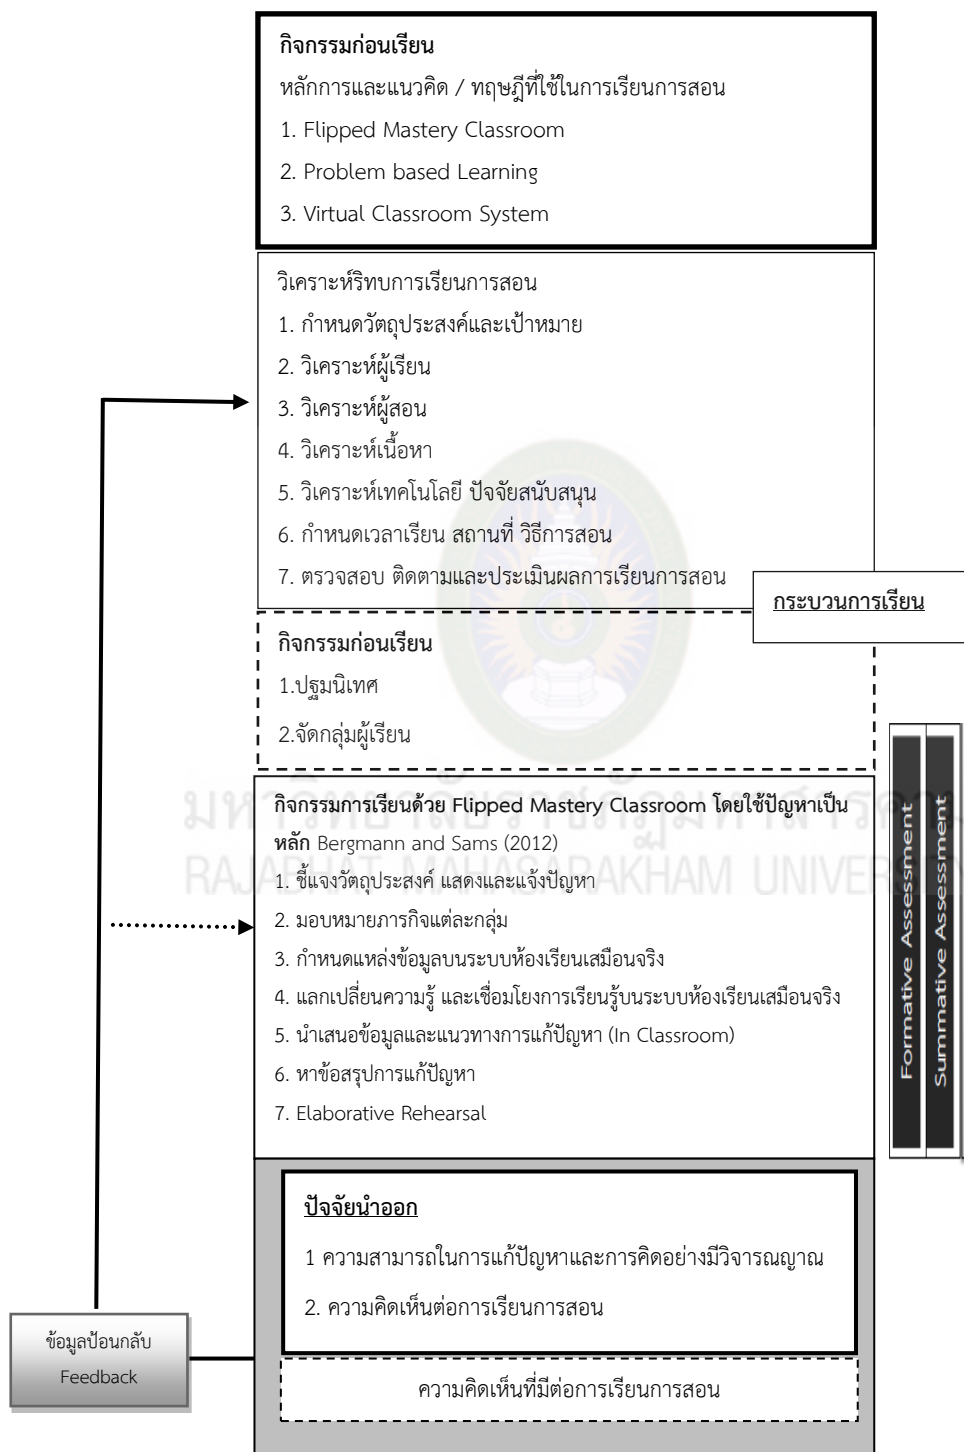 กิจกรรมก่อนเรียน
หลักการและแนวคิด / ทฤษฎีที่ใช้ในการเรียนการสอน
1. Flipped Mastery Classroom
2. Problem based Learning
3. Virtual Classroom System
วิเคราะห์ริทบการเรียนการสอน
1. กำหนดวัตถุประสงค์และเป้าหมาย
2. วิเคราะห์ผู้เรียน
3. วิเคราะห์ผู้สอน
4. วิเคราะห์เนื้อหา
5. วิเคราะห์เทคโนโลยี ปัจจัยสนับสนุน
6. กำหนดเวลาเรียน สถานที่ วิธีการสอน
7. ตรวจสอบ ติดตามและประเมินผลการเรียนการสอน
กระบวนการเรียน
กิจกรรมก่อนเรียน
1.ปฐมนิเทศ
2.จัดกลุ่มผู้เรียน
มหาวิทยาลัยราชภัฏมหาสารคาม
RAJABHAT MAHASARAKHAM UNIVERSITY
กิจกรรมการเรียนด้วย Flipped Mastery Classroom โดยใช้ปัญหาเป็น
หลัก Bergmann and Sams (2012)
1. ชี้แจงวัตถุประสงค์ แสดงและแจ้งปัญหา
2. มอบหมายภารกิจแต่ละกลุ่ม
3. กำหนดแหล่งข้อมูลบนระบบห้องเรียนเสมือนจริง
4. แลกเปลี่ยนความรู้ และเชื่อมโยงการเรียนรู้บนระบบห้องเรียนเสมือนจริง
5. นำเสนอข้อมูลและแนวทางการแก้ปัญหา (In Classroom)
6. หาข้อสรุปการแก้ปัญหา
7. Elaborative Rehearsal
Formative Assessment
Summative Assessment
ปัจจัยนำออก
1 ความสามารถในการแก้ปัญหาและการคิดอย่างมีวิจารณญาณ
2. ความคิดเห็นต่อการเรียนการสอน
ความคิดเห็นที่มีต่อการเรียนการสอน
ข้อมูลป้อนกลับ
Feedback